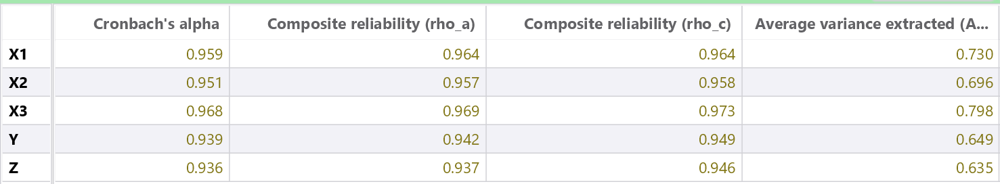 Cronbach's alpha Composite reliability (rho_a) Composite reliability (rho_c) Average variance extracted (A...
X1 0.959 0.964 0.964 0.730
X2 0.951 0.957 0.958 0.696
X3 0.968 0.969 0.973 0.798
Y 0.939 0.942 0.949 0.649
Z 0.936 0.937 0.946 0.635